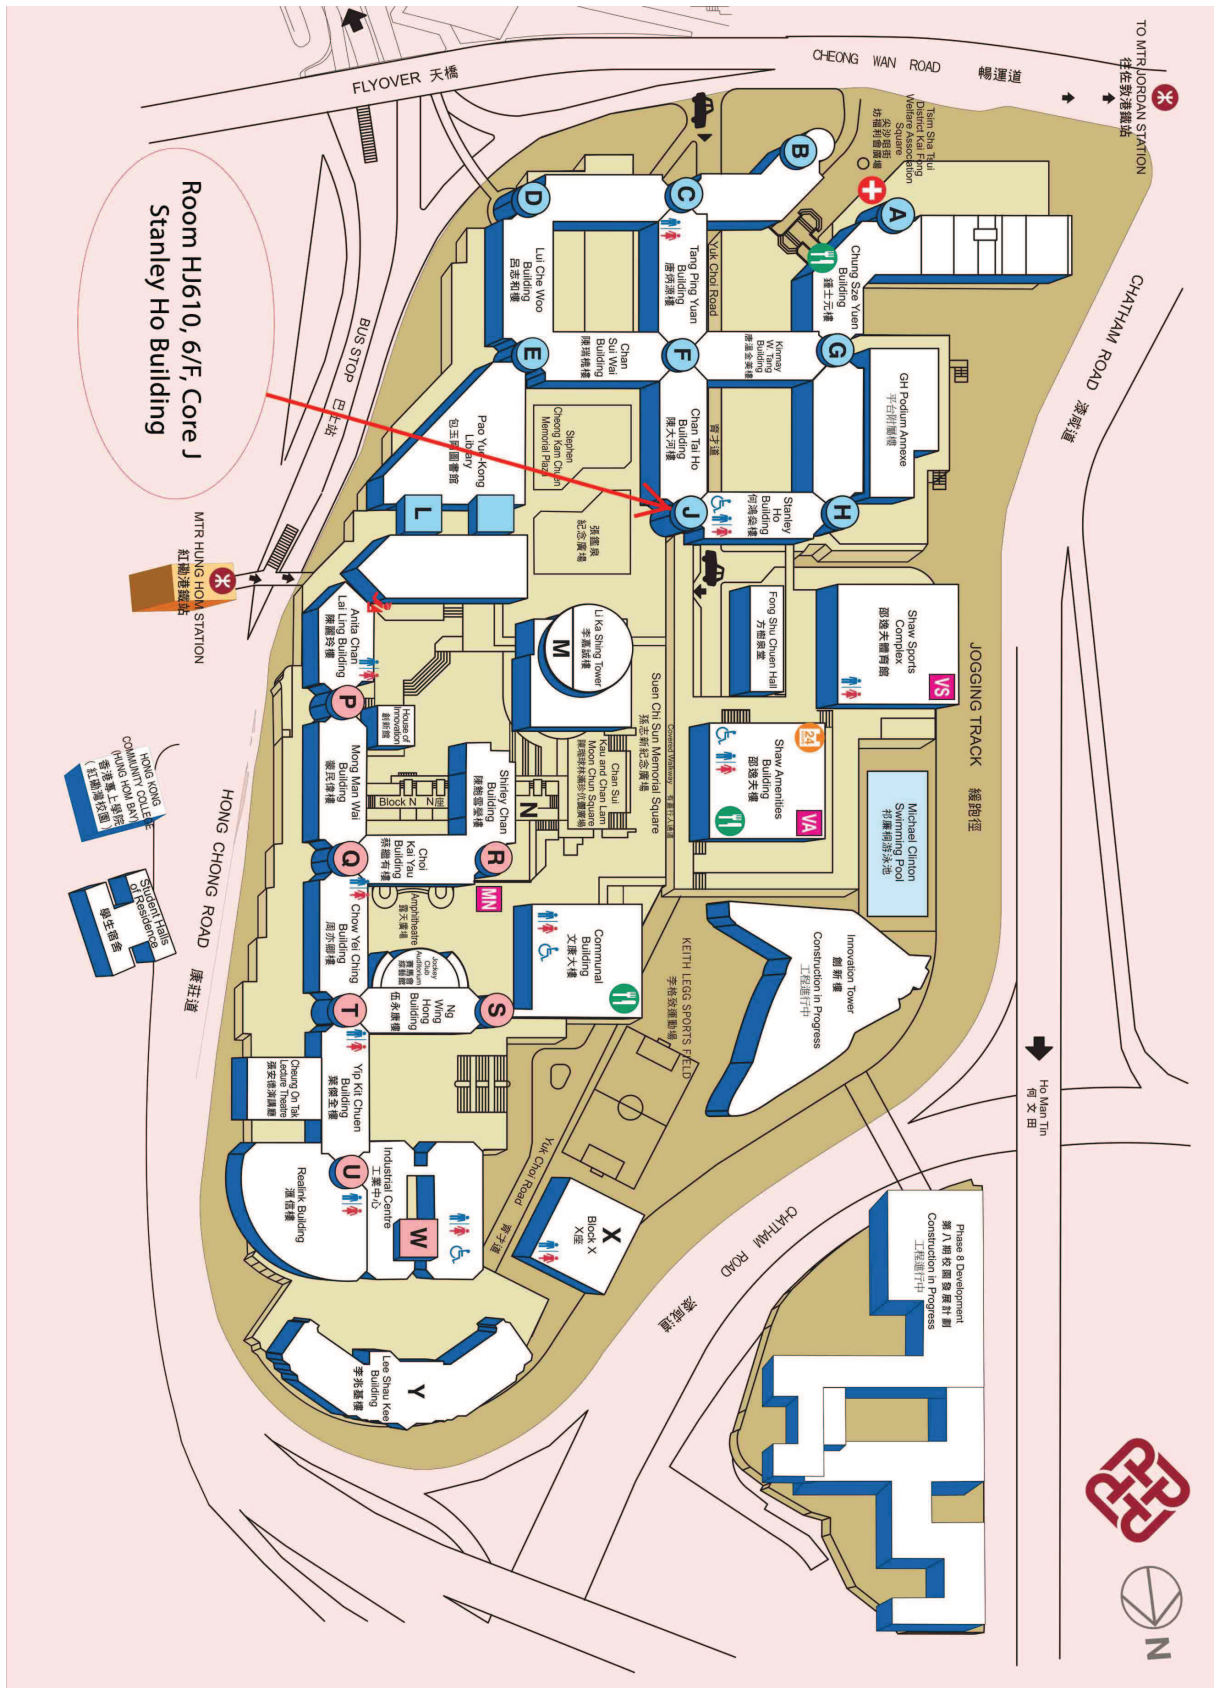 TO MTR JORDAN STATION
往佐敦港鐵站
CHEONG WAN ROAD 暢運道
FLYOVER 天橋
Tsim Sha Tsui
District Kai Fong
Welfare Association
Square
尖沙咀街
坊福利會廣場
CHATHAM ROAD 漆咸道
A
B
C
D
Chung Sze Yuen
Building
鍾士元樓
Yuk Choi Road
Tang Ping Yuan
Building
唐炳源樓
Lui Che Woo
Building
呂志和樓
Room HJ610, 6/F, Core J
Stanley Ho Building
BUS STOP 巴士站
G
F
E
Kinmay
W. Tang
Building
唐溫金美樓
Chan
Sui Wai
Building
陳瑞槐樓
GH Podium Annexe
平台附屬樓
育才道
Chan Tai Ho
Building
陳大河樓
Stephen
Cheong Kam Chuen
Memorial Plaza
張鑑泉
紀念廣場
Pao Yue-Kong
Library
包玉剛圖書館
H
J
L
Stanley
Ho
Building
何鴻燊樓
MTR HUNG HOM STATION
紅磡港鐵站
JOGGING TRACK 緩跑徑
Shaw Sports
Complex
邵逸夫體育館
VS
Fong Shu Chuen Hall
方樹泉堂
Li Ka Shing Tower
李嘉誠樓
M
Anita Chan
Lai Ling Building
陳麗玲樓
P
House of
Innovation
創新館
Suen Chi Sun Memorial Square
孫志新紀念廣場
Covered Walkway 有蓋行人通道
Shaw Amenities
Building
邵逸夫樓
24
VA
Michael Clinton
Swimming Pool
祁廉桐游泳池
Chan Sui
Kau and Chan Lam
Moon Chun Square
陳瑞球林滿珍伉儷廣場
N
Shirley Chan
Building
陳鮑雪瑩樓
Block N N座
Mong Man Wai
Building
蒙民偉樓
HONG KONG
COMMUNITY COLLEGE
(HUNG HOM BAY)
香港專上學院
(紅磡灣校園)
HONG CHONG ROAD 康莊道
R
Q
Choi
Kai Yau
Building
蔡繼有樓
MN
Amphitheatre
露天廣場
Chow Yei Ching
Building
周亦卿樓
Student Halls
of Residence
學生宿舍
Jockey
Club
Auditorium
賽馬會
綜藝館
Communal
Building
文康大樓
KEITH LEGG SPORTS FIELD
李格致運動場
Innovation Tower
創新樓
Construction in Progress
工程進行中
S
T
Ng
Wing
Hong
Building
伍永康樓
Ho Man Tin
何文田
Cheung On Tak
Lecture Theatre
張安德演講廳
Yip Kit Chuen
Building
葉傑全樓
U
Industrial Centre
工業中心
W
Realink Building
滙信樓
Yuk Choi Road 育才道
X
Block X
X座
CHATHAM ROAD 漆咸道
Phase 8 Development
第八期校園發展計劃
Construction in Progress
工程進行中
Y
Lee Shau Kee
Building
李兆基樓
N